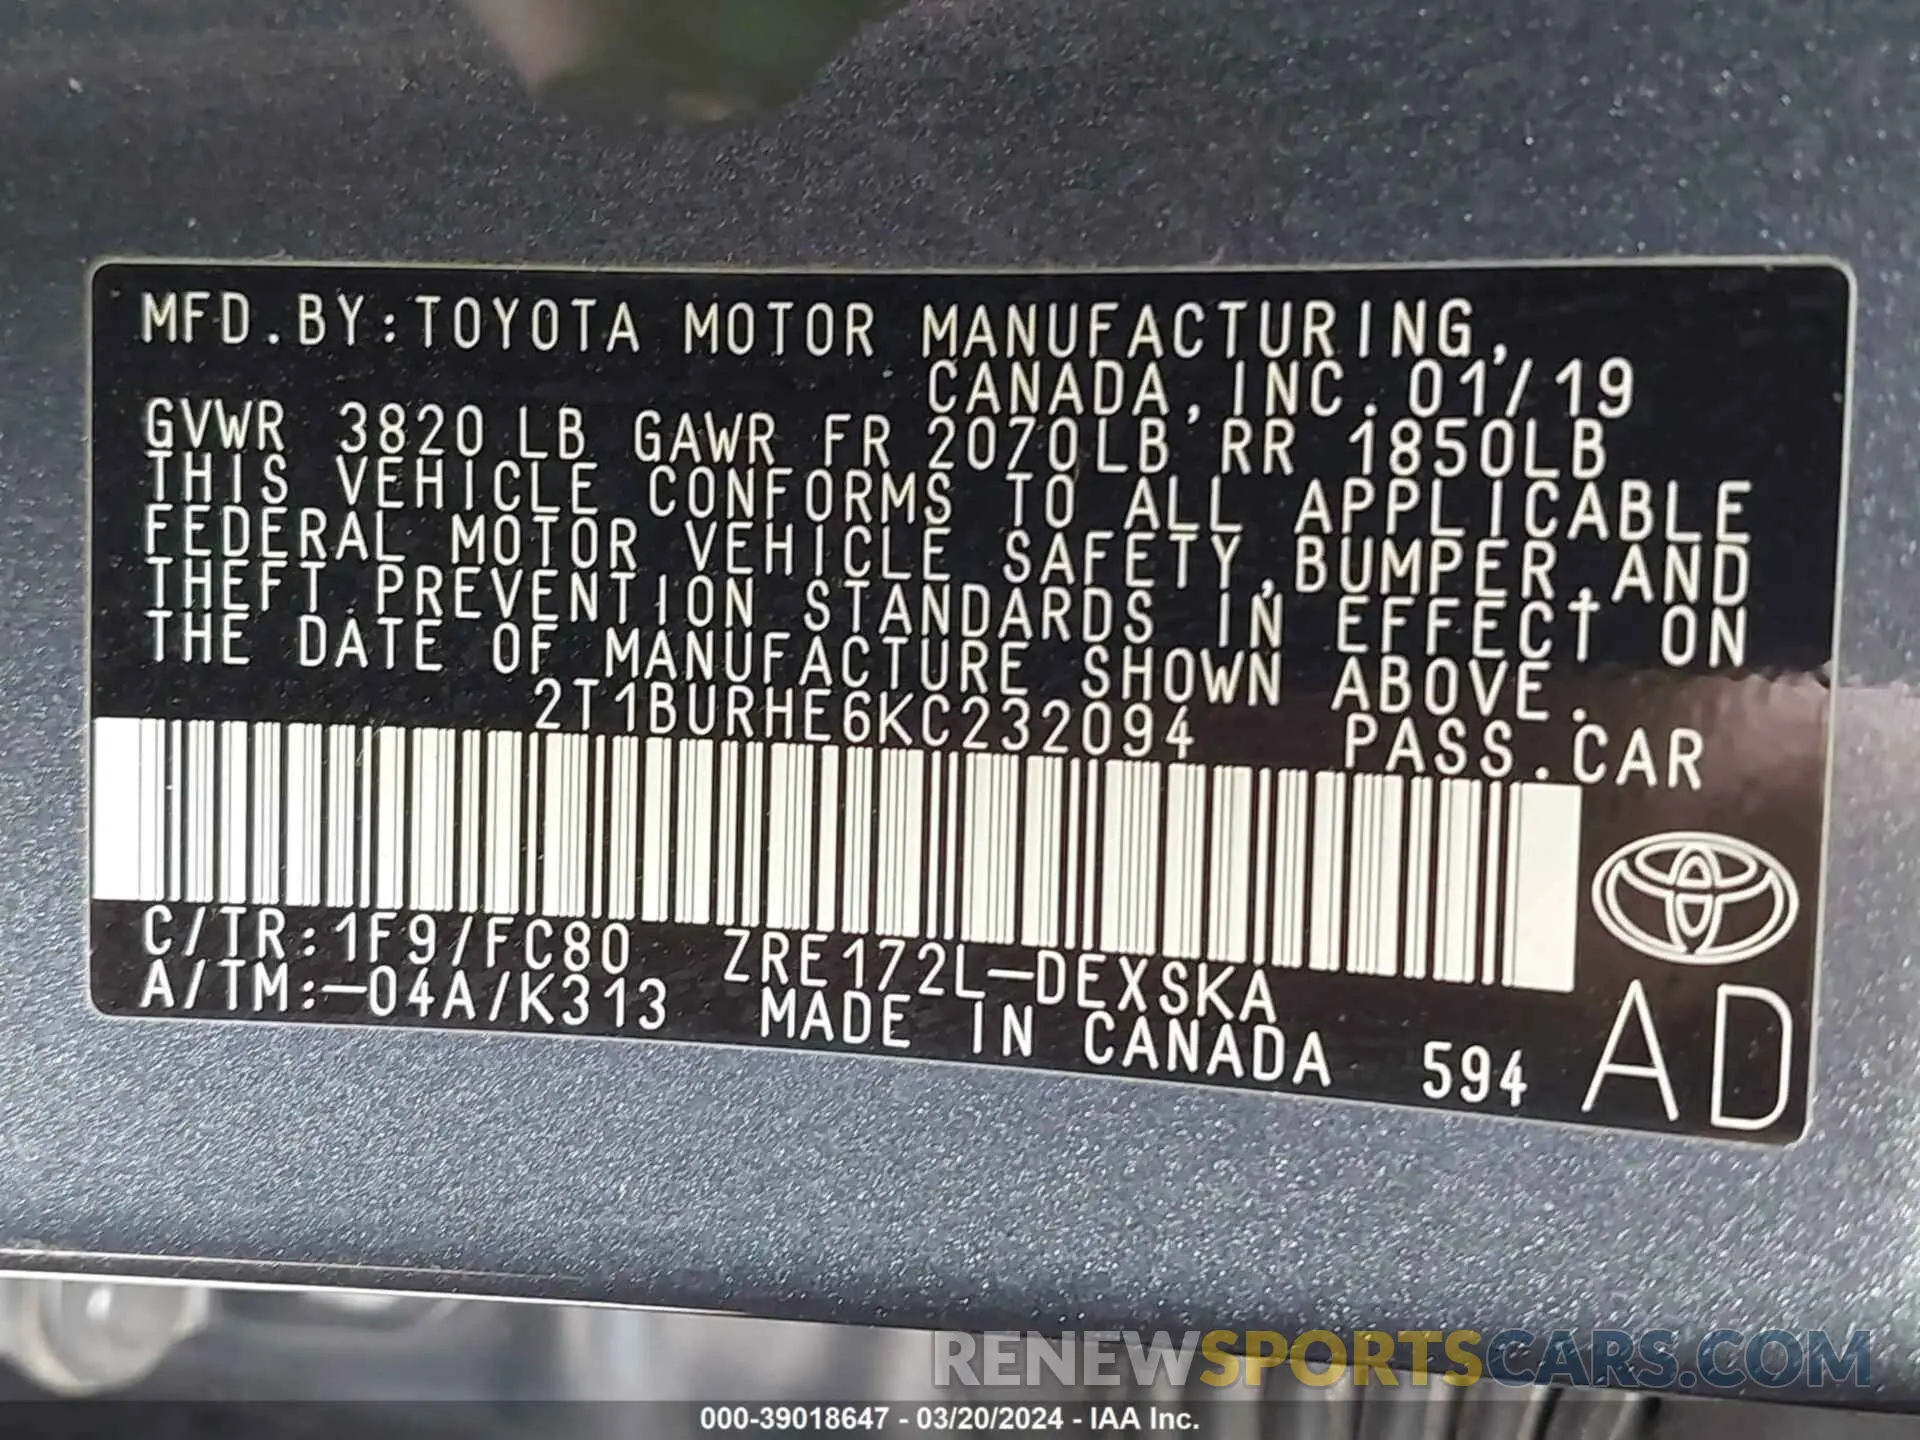 MFD.BY:TOYOTA MOTOR MANUFACTURING,
CANADA,INC. 01/19
GVWR 3820 LB GAWR FR 2070LB RR 1850LB
THIS VEHICLE CONFORMS TO ALL APPLICABLE
FEDERAL MOTOR VEHICLE SAFETY,BUMPER,AND
THEFT PREVENTION STANDARDS IN EFFECT ON
THE DATE OF MANUFACTURE SHOWN ABOVE.
2T1BURHE6KC232094 PASS.CAR
C/TR:1F9/FC80 ZRE172L-DEXSKA
A/TM:-04A/K313 MADE IN CANADA 594 AD
RENEWSPORTSCARS.COM
000-39018647 - 03/20/2024 - IAA Inc.